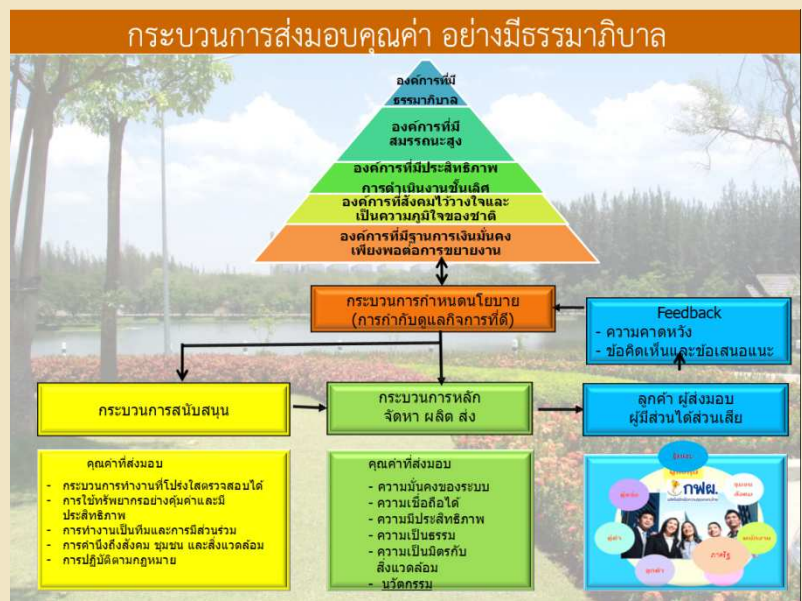 กระบวนการส่งมอบคุณค่า อย่างมีธรรมาภิบาล
องค์การที่มี
ธรรมาภิบาล
องค์การที่มี
สมรรถนะสูง
องค์การที่มีประสิทธิภาพ
การดำเนินงานชั้นเลิศ
องค์การที่สังคมไว้วางใจและ
เป็นความภูมิใจของชาติ
องค์การที่มีฐานการเงินมั่นคง
เพียงพอต่อการขยายงาน
กระบวนการกำหนดนโยบาย
(การกำกับดูแลกิจการที่ดี)
Feedback
- ความคาดหวัง
- ข้อคิดเห็นและข้อเสนอแนะ
กระบวนการสนับสนุน
กระบวนการหลัก
จัดหา ผลิต ส่ง
ลูกค้า ผู้ส่งมอบ
ผู้มีส่วนได้ส่วนเสีย
คุณค่าที่ส่งมอบ
- กระบวนการทำงานที่โปร่งใสตรวจสอบได้
- การใช้ทรัพยากรอย่างคุ้มค่าและมี
ประสิทธิภาพ
- การทำงานเป็นทีมและการมีส่วนร่วม
- การคำนึงถึงสังคม ชุมชน และสิ่งแวดล้อม
- การปฏิบัติตามกฎหมาย
คุณค่าที่ส่งมอบ
- ความมั่นคงของระบบ
- ความเชื่อถือได้
- ความมีประสิทธิภาพ
- ความเป็นธรรม
- ความเป็นมิตรกับ
สิ่งแวดล้อม
- นวัตกรรม
กฟผ.
ชุมชน
สังคม
พนักงาน
ภาครัฐ
ลูกค้า
คู่ค้า